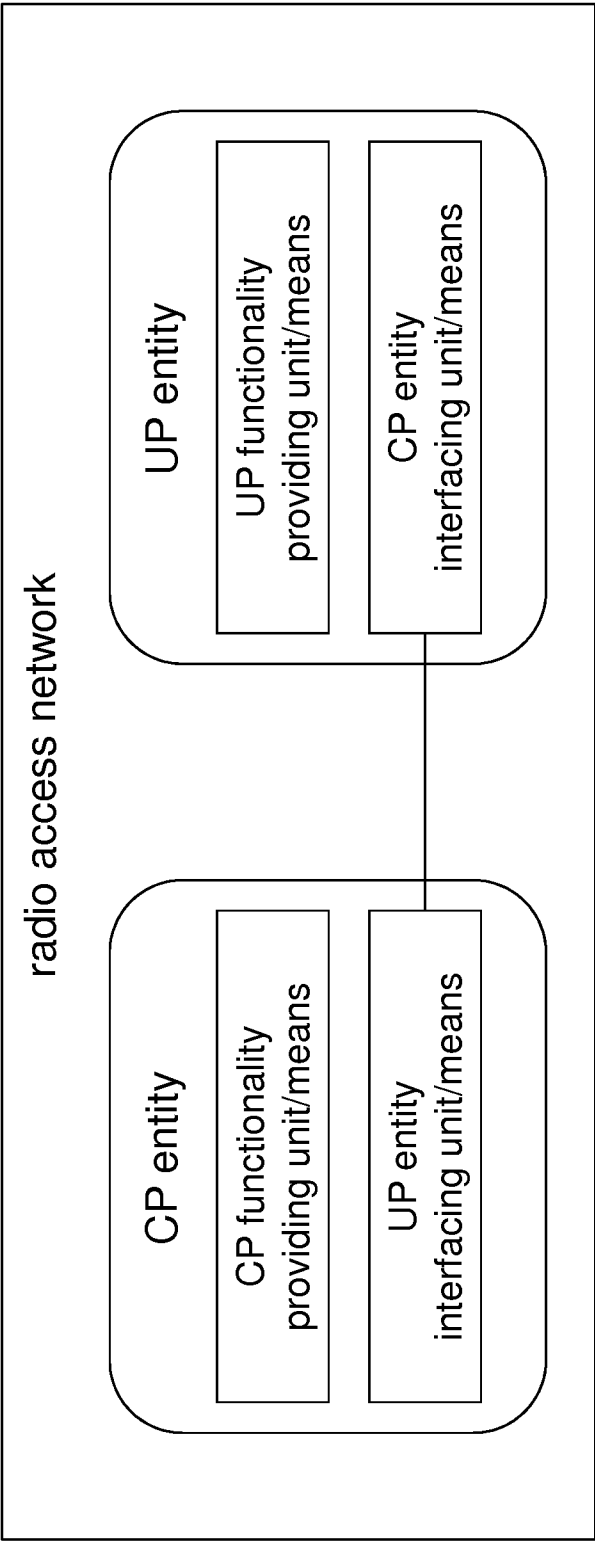 radio access network
CP entity
CP functionality
providing unit/means
UP entity
interfacing unit/means
UP entity
UP functionality
providing unit/means
CP entity
interfacing unit/means